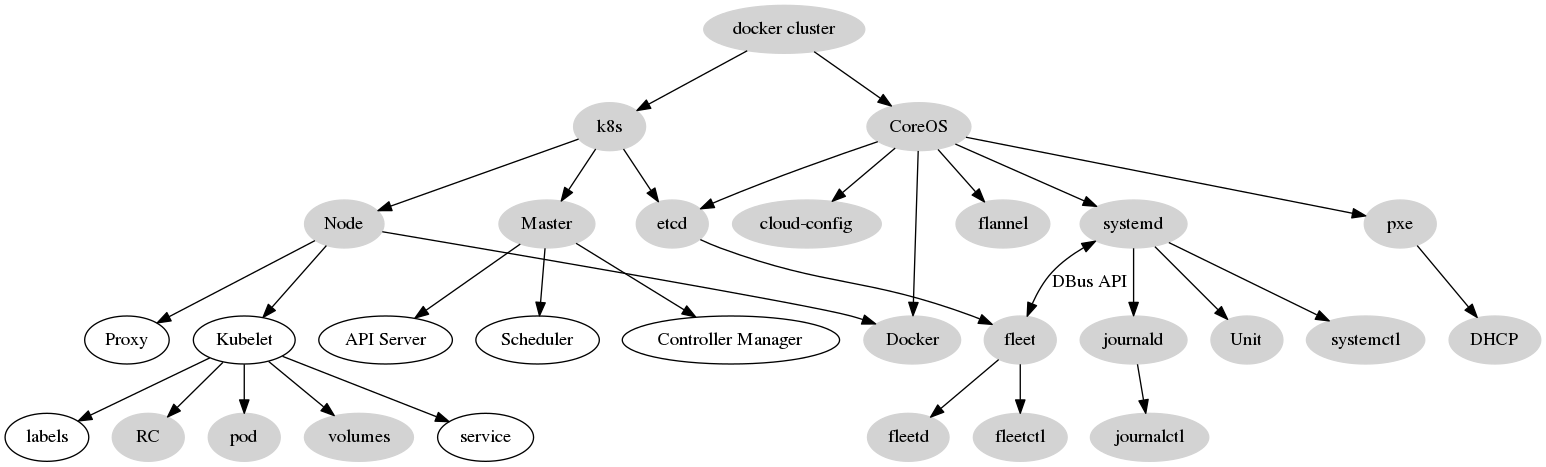 docker cluster
k8s
CoreOS
Node
Master
etcd
cloud-config
flannel
systemd
pxe
DBus API
Proxy
Kubelet
API Server
Scheduler
Controller Manager
Docker
fleet
journald
Unit
systemctl
DHCP
labels
RC
pod
volumes
service
fleetd
fleetctl
journalctl